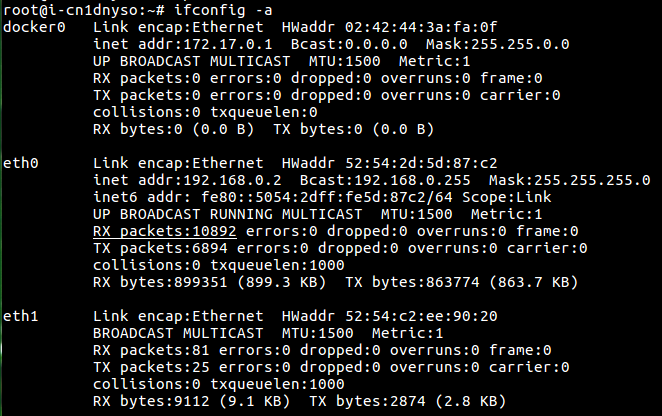 root@i-cn1dnyso:~# ifconfig -a
docker0   Link encap:Ethernet  HWaddr 02:42:44:3a:fa:0f
          inet addr:172.17.0.1  Bcast:0.0.0.0  Mask:255.255.0.0
          UP BROADCAST MULTICAST  MTU:1500  Metric:1
          RX packets:0 errors:0 dropped:0 overruns:0 frame:0
          TX packets:0 errors:0 dropped:0 overruns:0 carrier:0
          collisions:0 txqueuelen:0
          RX bytes:0 (0.0 B)  TX bytes:0 (0.0 B)

eth0      Link encap:Ethernet  HWaddr 52:54:2d:5d:87:c2
          inet addr:192.168.0.2  Bcast:192.168.0.255  Mask:255.255.255.0
          inet6 addr: fe80::5054:2dff:fe5d:87c2/64 Scope:Link
          UP BROADCAST RUNNING MULTICAST  MTU:1500  Metric:1
          RX packets:10892 errors:0 dropped:0 overruns:0 frame:0
          TX packets:6894 errors:0 dropped:0 overruns:0 carrier:0
          collisions:0 txqueuelen:1000
          RX bytes:899351 (899.3 KB)  TX bytes:863774 (863.7 KB)

eth1      Link encap:Ethernet  HWaddr 52:54:c2:ee:90:20
          BROADCAST MULTICAST  MTU:1500  Metric:1
          RX packets:81 errors:0 dropped:0 overruns:0 frame:0
          TX packets:25 errors:0 dropped:0 overruns:0 carrier:0
          collisions:0 txqueuelen:1000
          RX bytes:9112 (9.1 KB)  TX bytes:2874 (2.8 KB)